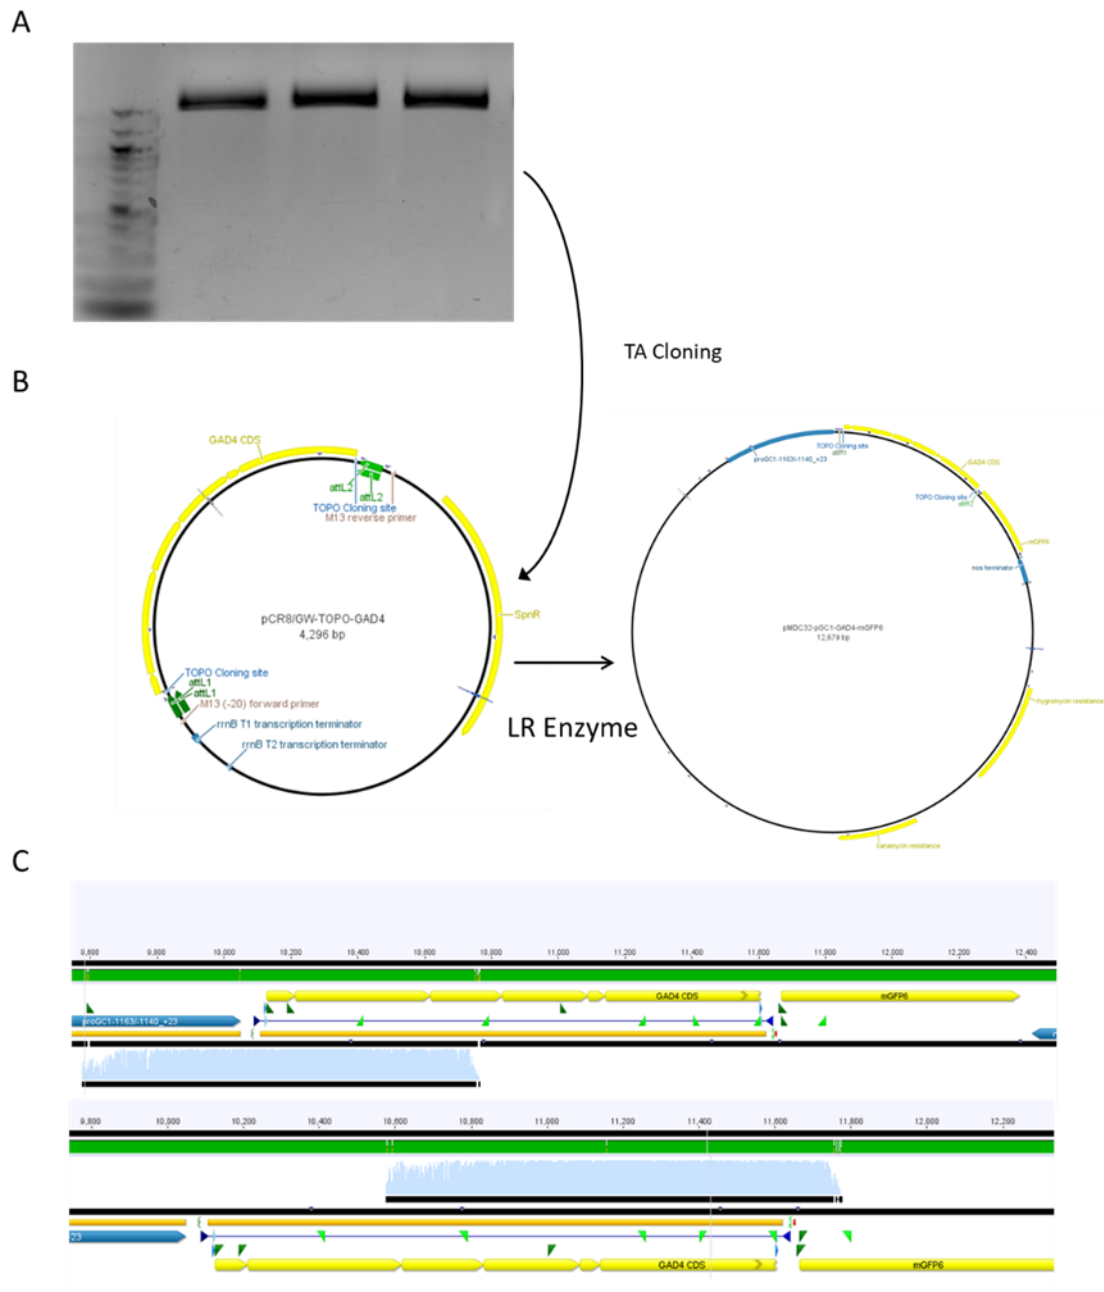 A
TA Cloning
B
GAD4 CDS
attL2
attL2
TOPO Cloning site
M13 reverse primer
SpnR
pCR8/GW-TOPO-GAD4
4,296 bp
TOPO Cloning site
attL1
attL1
M13 (-20) forward primer
rrnB T1 transcription terminator
rrnB T2 transcription terminator
LR Enzyme
TOPO Cloning site
proGC1-1163/-1140_+23
GAD4 CDS
TOPO Cloning site
mGFP6
nos terminator
pMDC32-pGC1-GAD4-mGFP6
12,679 bp
hygromycin resistance
kanamycin resistance
C
9,800 10,000 10,200 10,400 10,600 10,800 11,000 11,200 11,400 11,600 11,800 12,000 12,200 12,400
GAD4 CDS mGFP6
proGC1-1163/-1140_+23
9,800 10,000 10,200 10,400 10,600 10,800 11,000 11,200 11,400 11,600 11,800 12,000 12,200
23
GAD4 CDS mGFP6